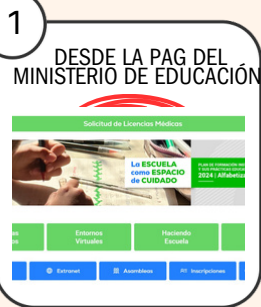 1
DESDE LA PAG DEL
MINISTERIO DE EDUCACIÓN
Solicitud de Licencias Médicas
La ESCUELA
como ESPACIO
de CUIDADO
2024 | Alfabetiza
Entornos
Virtuales
Haciendo
Escuela
Extranet
Asambleas
Inscripciones